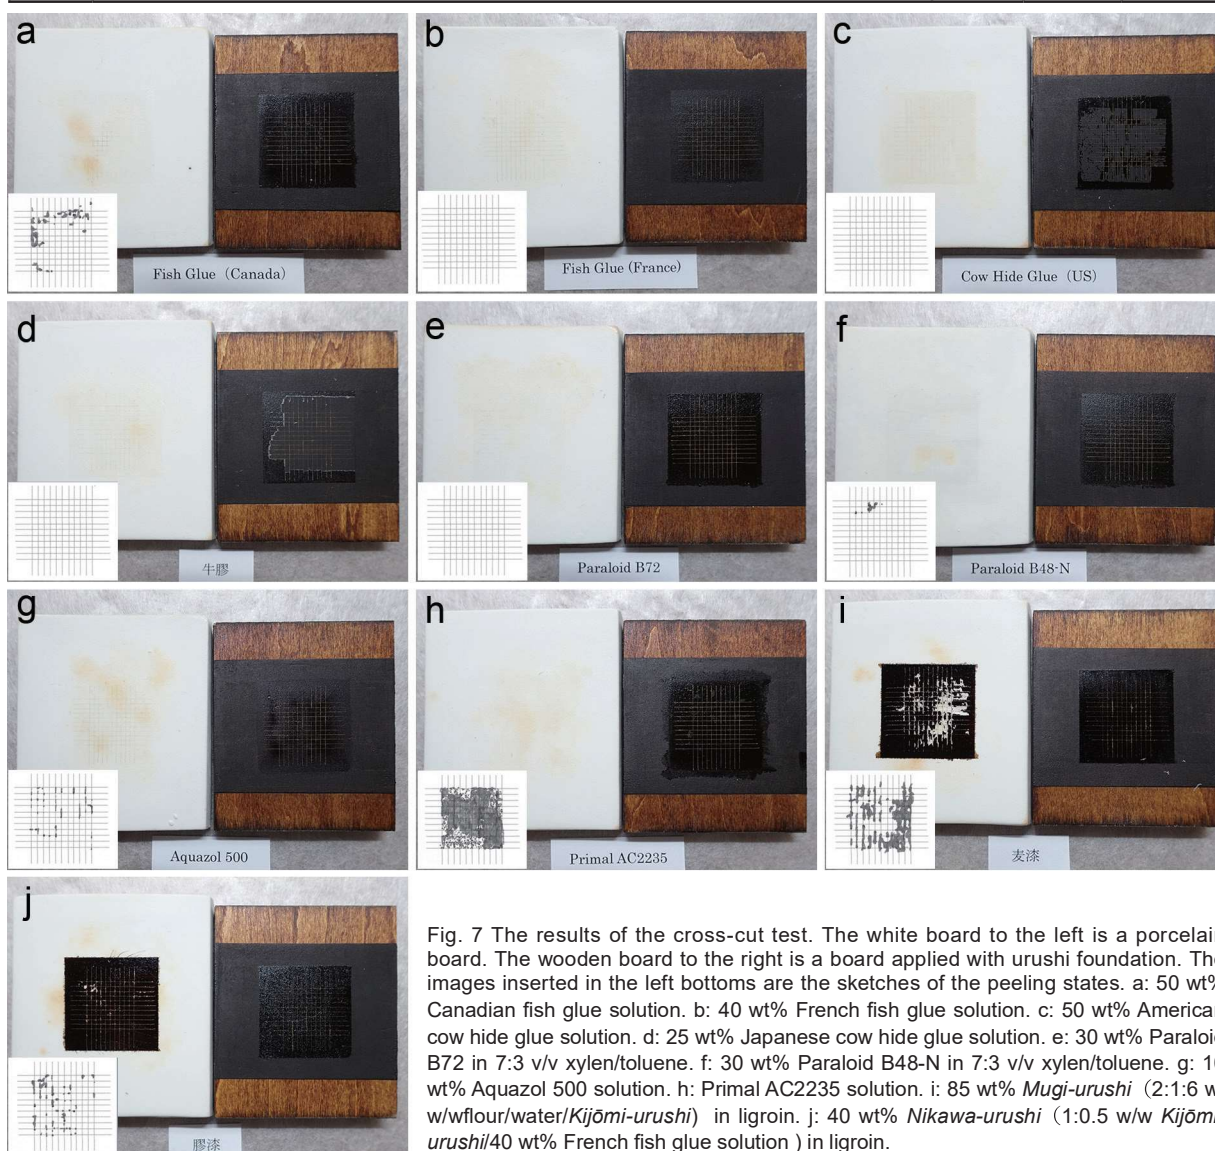 a
b
c
Fish Glue（Canada）
Fish Glue (France)
Cow Hide Glue（US）
d
e
f
牛膠
Paraloid B72
Paraloid B48-N
g
h
i
Aquazol 500
Primal AC2235
麦漆
j
膠漆
Fig. 7 The results of the cross-cut test. The white board to the left is a porcelain
board. The wooden board to the right is a board applied with urushi foundation. The
images inserted in the left bottoms are the sketches of the peeling states. a: 50 wt%
Canadian fish glue solution. b: 40 wt% French fish glue solution. c: 50 wt% American
cow hide glue solution. d: 25 wt% Japanese cow hide glue solution. e: 30 wt% Paraloid
B72 in 7:3 v/v xylen/toluene. f: 30 wt% Paraloid B48-N in 7:3 v/v xylen/toluene. g:
wt% Aquazol 500 solution. h: Primal AC2235 solution. i: 85 wt% Mugi-urushi（2:1:6 w/
w/wflour/water/Kijōmi-urushi) in ligroin. j: 40 wt% Nikawa-urushi（1:0.5 w/w Kijōmi-
urushi/40 wt% French fish glue solution ) in ligroin.